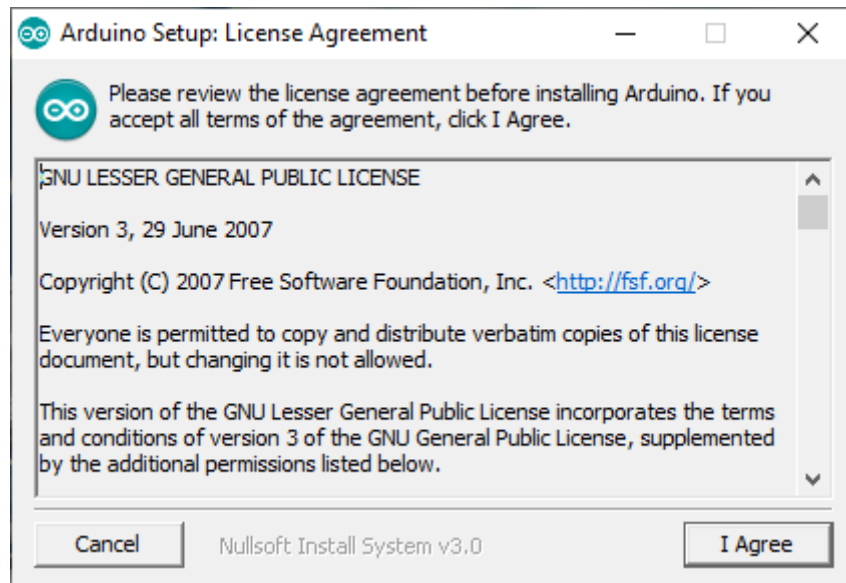 Arduino Setup: License Agreement
Please review the license agreement before installing Arduino. If you
accept all terms of the agreement, click I Agree.
GNU LESSER GENERAL PUBLIC LICENSE
Version 3, 29 June 2007
Copyright (C) 2007 Free Software Foundation, Inc. <http://fsf.org/>
Everyone is permitted to copy and distribute verbatim copies of this license
document, but changing it is not allowed.
This version of the GNU Lesser General Public License incorporates the terms
and conditions of version 3 of the GNU General Public License, supplemented
by the additional permissions listed below.
Cancel
Nullsoft Install System v3.0
I Agree